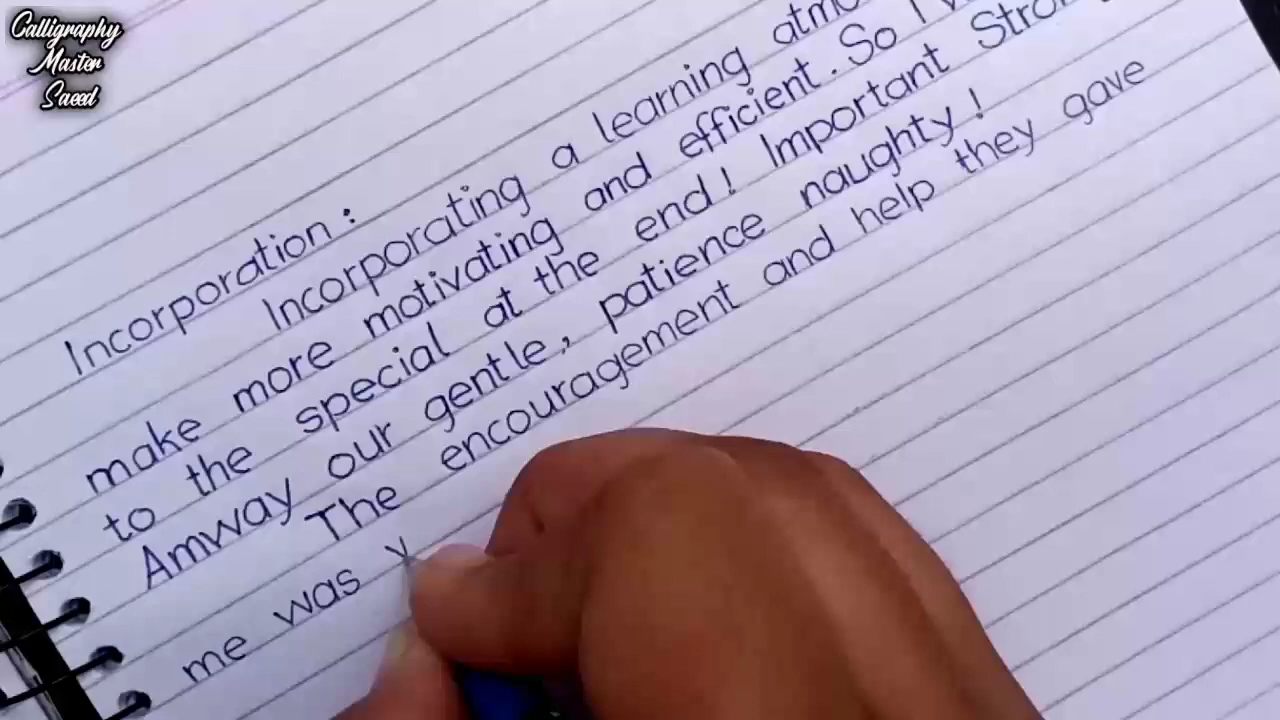 Calligraphy
Master
Saeed
Incorporation :
Incorporating a learning
make more motivating and efficient. So I
to the special at the end! Important
Amway our gentle, patience naughty!
The encouragement and help they gave
me was